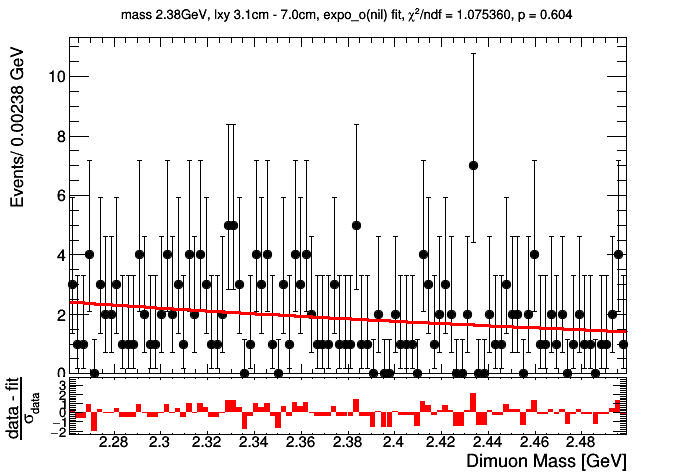 mass 2.38GeV, lxy 3.1cm - 7.0cm, expo_o(nil) fit, χ²/ndf = 1.075360, p = 0.604
Events/ 0.00238 GeV
10
8
6
4
2
0
data - fit
σdata
3
2
1
0
−1
−2
2.28 2.3 2.32 2.34 2.36 2.38 2.4 2.42 2.44 2.46 2.48
Dimuon Mass [GeV]